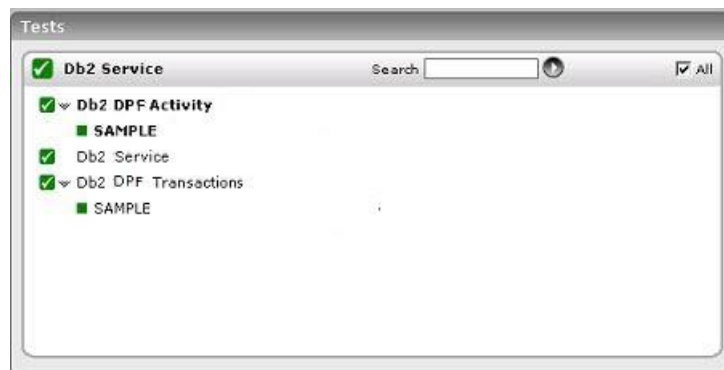 Tests
Db2 Service Search All
Db2 DPF Activity
SAMPLE
Db2 Service
Db2 DPF Transactions
SAMPLE